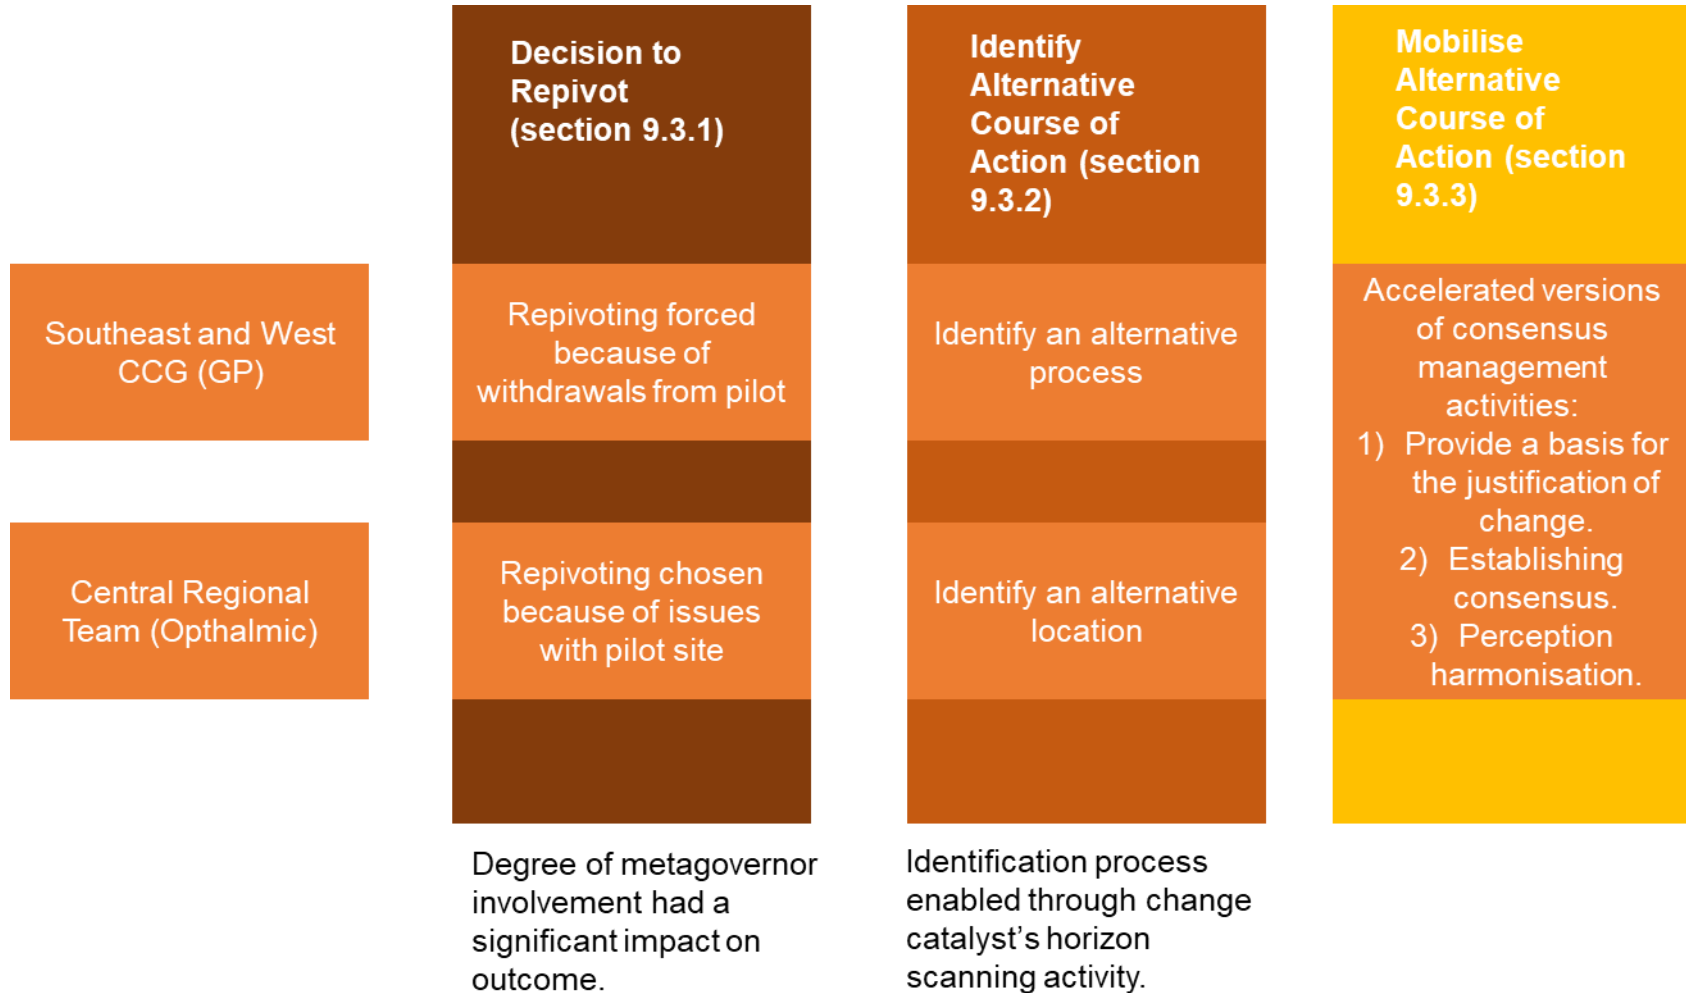 Decision to
Repivot
(section 9.3.1)
Identify
Alternative
Course of
Action (section
9.3.2)
Mobilise
Alternative
Course of
Action (section
9.3.3)
Southeast and West
CCG (GP)
Repivoting forced
because of
withdrawals from pilot
Identify an alternative
process
Accelerated versions
of consensus
management
activities:
1) Provide a basis for
the justification of
change.
2) Establishing
consensus.
3) Perception
harmonisation.
Central Regional
Team (Opthalmic)
Repivoting chosen
because of issues
with pilot site
Identify an alternative
location
Degree of metagovernor
involvement had a
significant impact on
outcome.
Identification process
enabled through change
catalyst’s horizon
scanning activity.